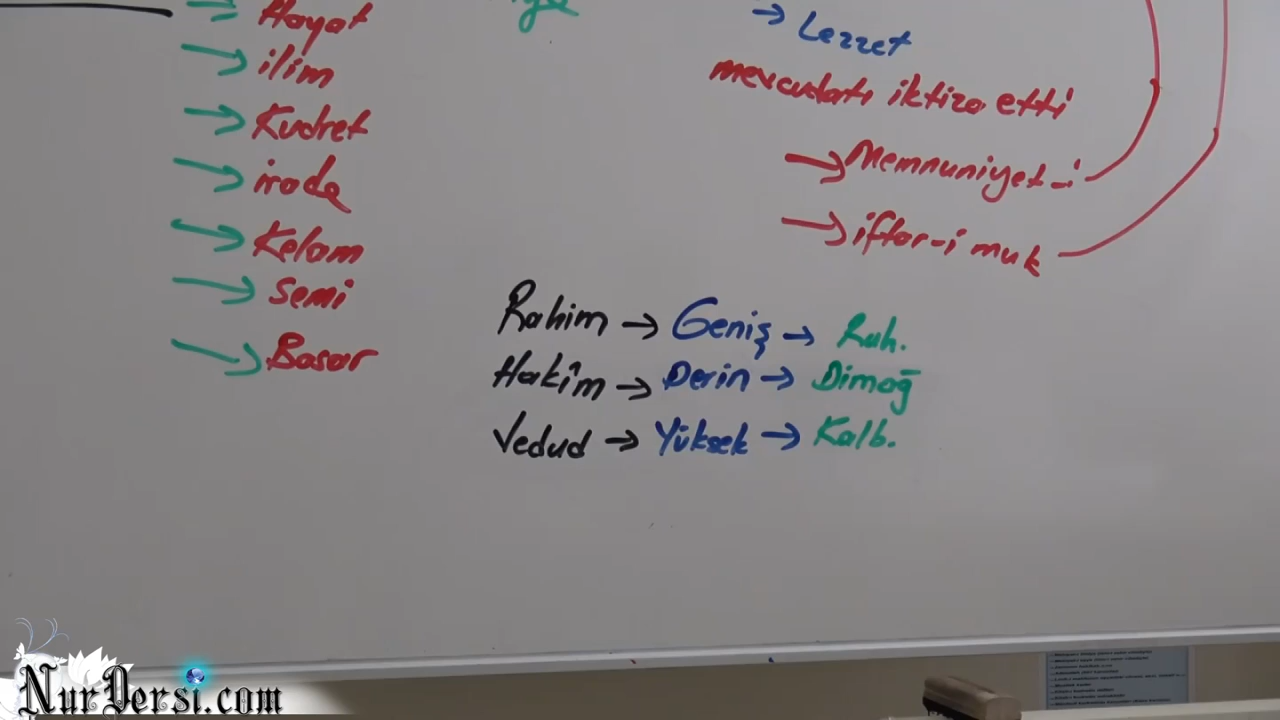 → Hayat
→ ilim
→ Kudret
→ irade
→ Kelam
→ Semi
→ Basar
→ Lezzet
mevcudatı iktiza etti
→ Memnuniyet-i
→ iftar-i muk
Rahim → Geniş → Ruh.
Hakîm → Derin → Dimağ
Vedud → Yüksek → Kalb.
NurDersi.com